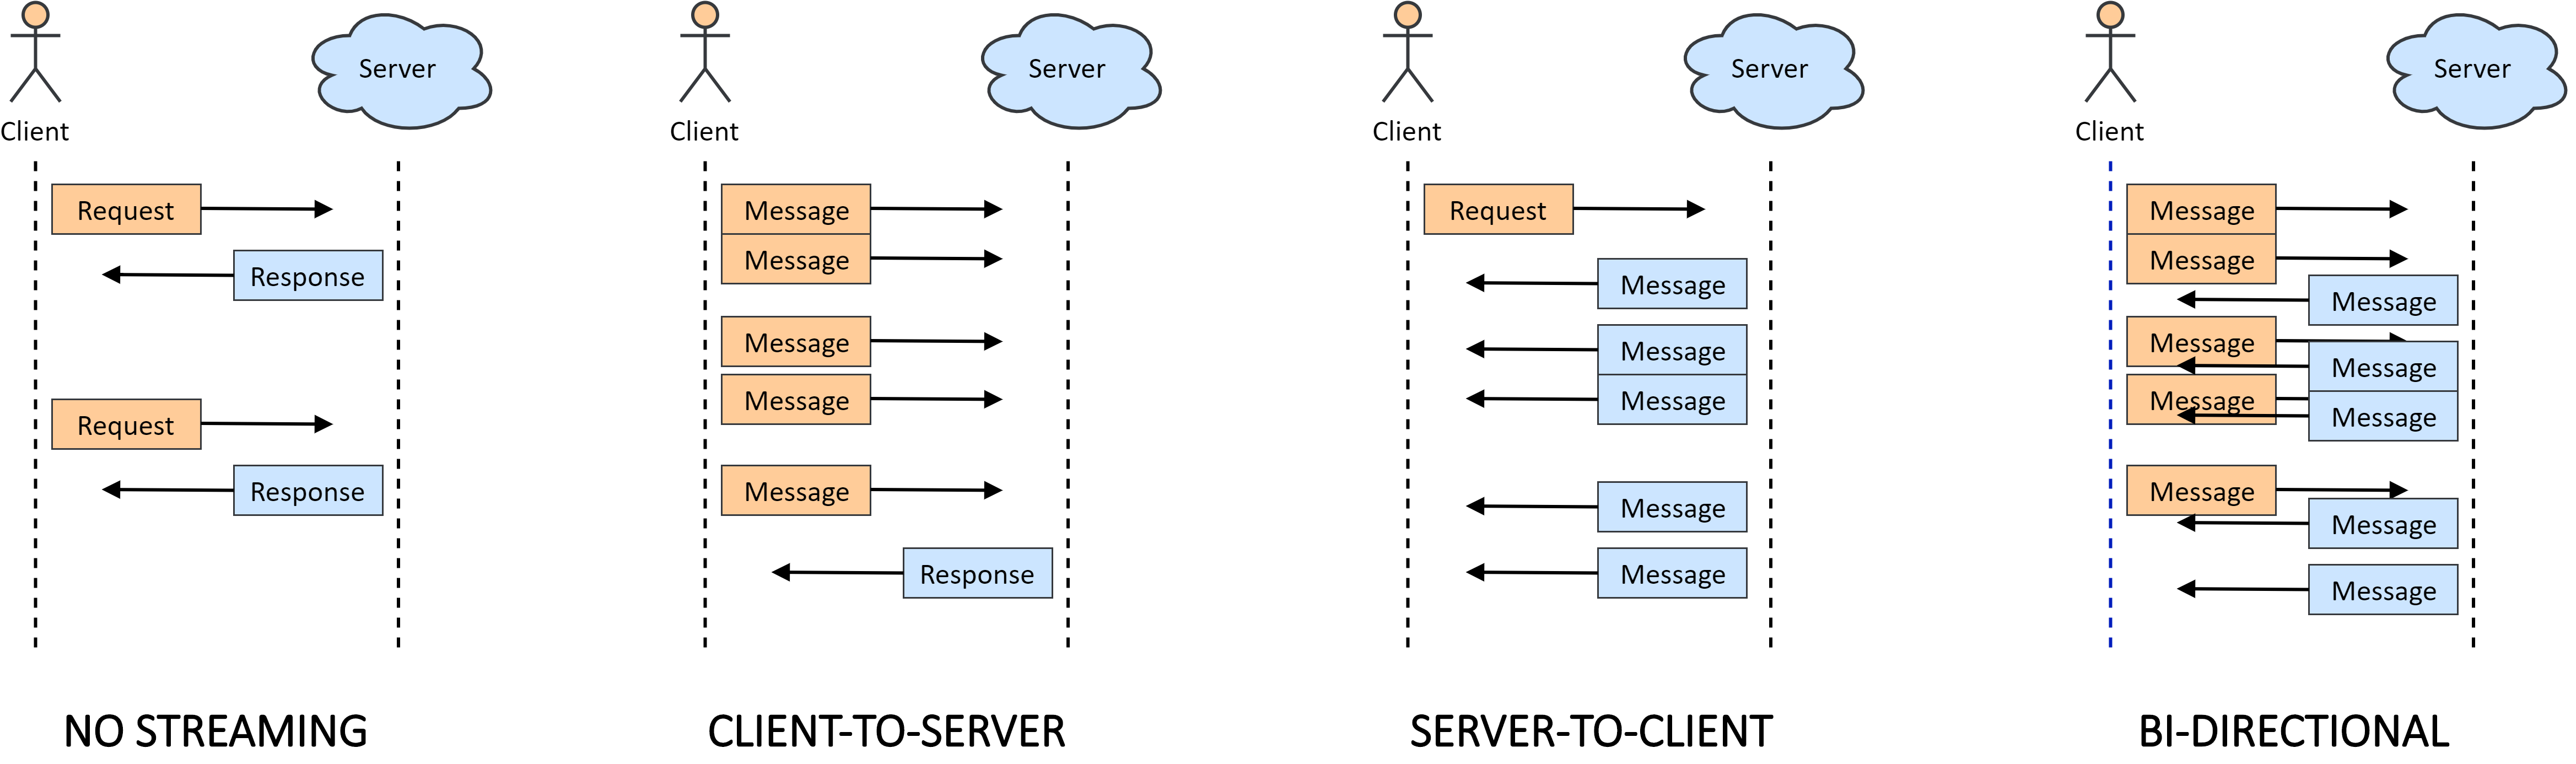 Server
Client
Request
Response
Request
Response
NO STREAMING
Server
Client
Message
Message
Message
Message
Message
Response
CLIENT-TO-SERVER
Server
Client
Request
Message
Message
Message
Message
Message
SERVER-TO-CLIENT
Server
Client
Message
Message
Message
Message
Message
Message
Message
Message
Message
Message
BI-DIRECTIONAL